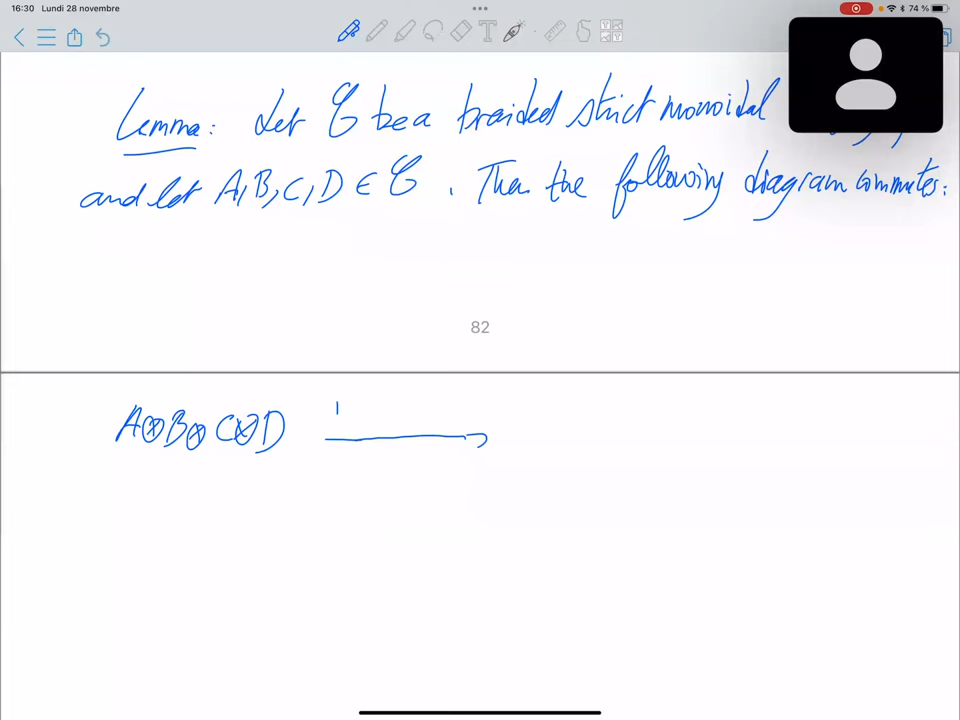 16:30 Lundi 28 novembre
74 %
Lemma: Let C be a braided strict monoidal
and let A, B, C, D ∈ C. Then the following diagram commutes:
82
A⊗B⊗C⊗D